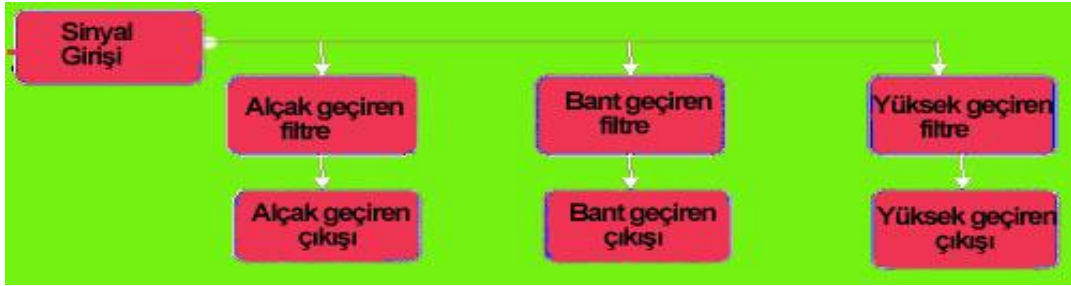 Sinyal
Girişi
Alçak geçiren
filtre
Bant geçiren
filtre
Yüksek geçiren
filtre
Alçak geçiren
çıkışı
Bant geçiren
çıkışı
Yüksek geçiren
çıkışı